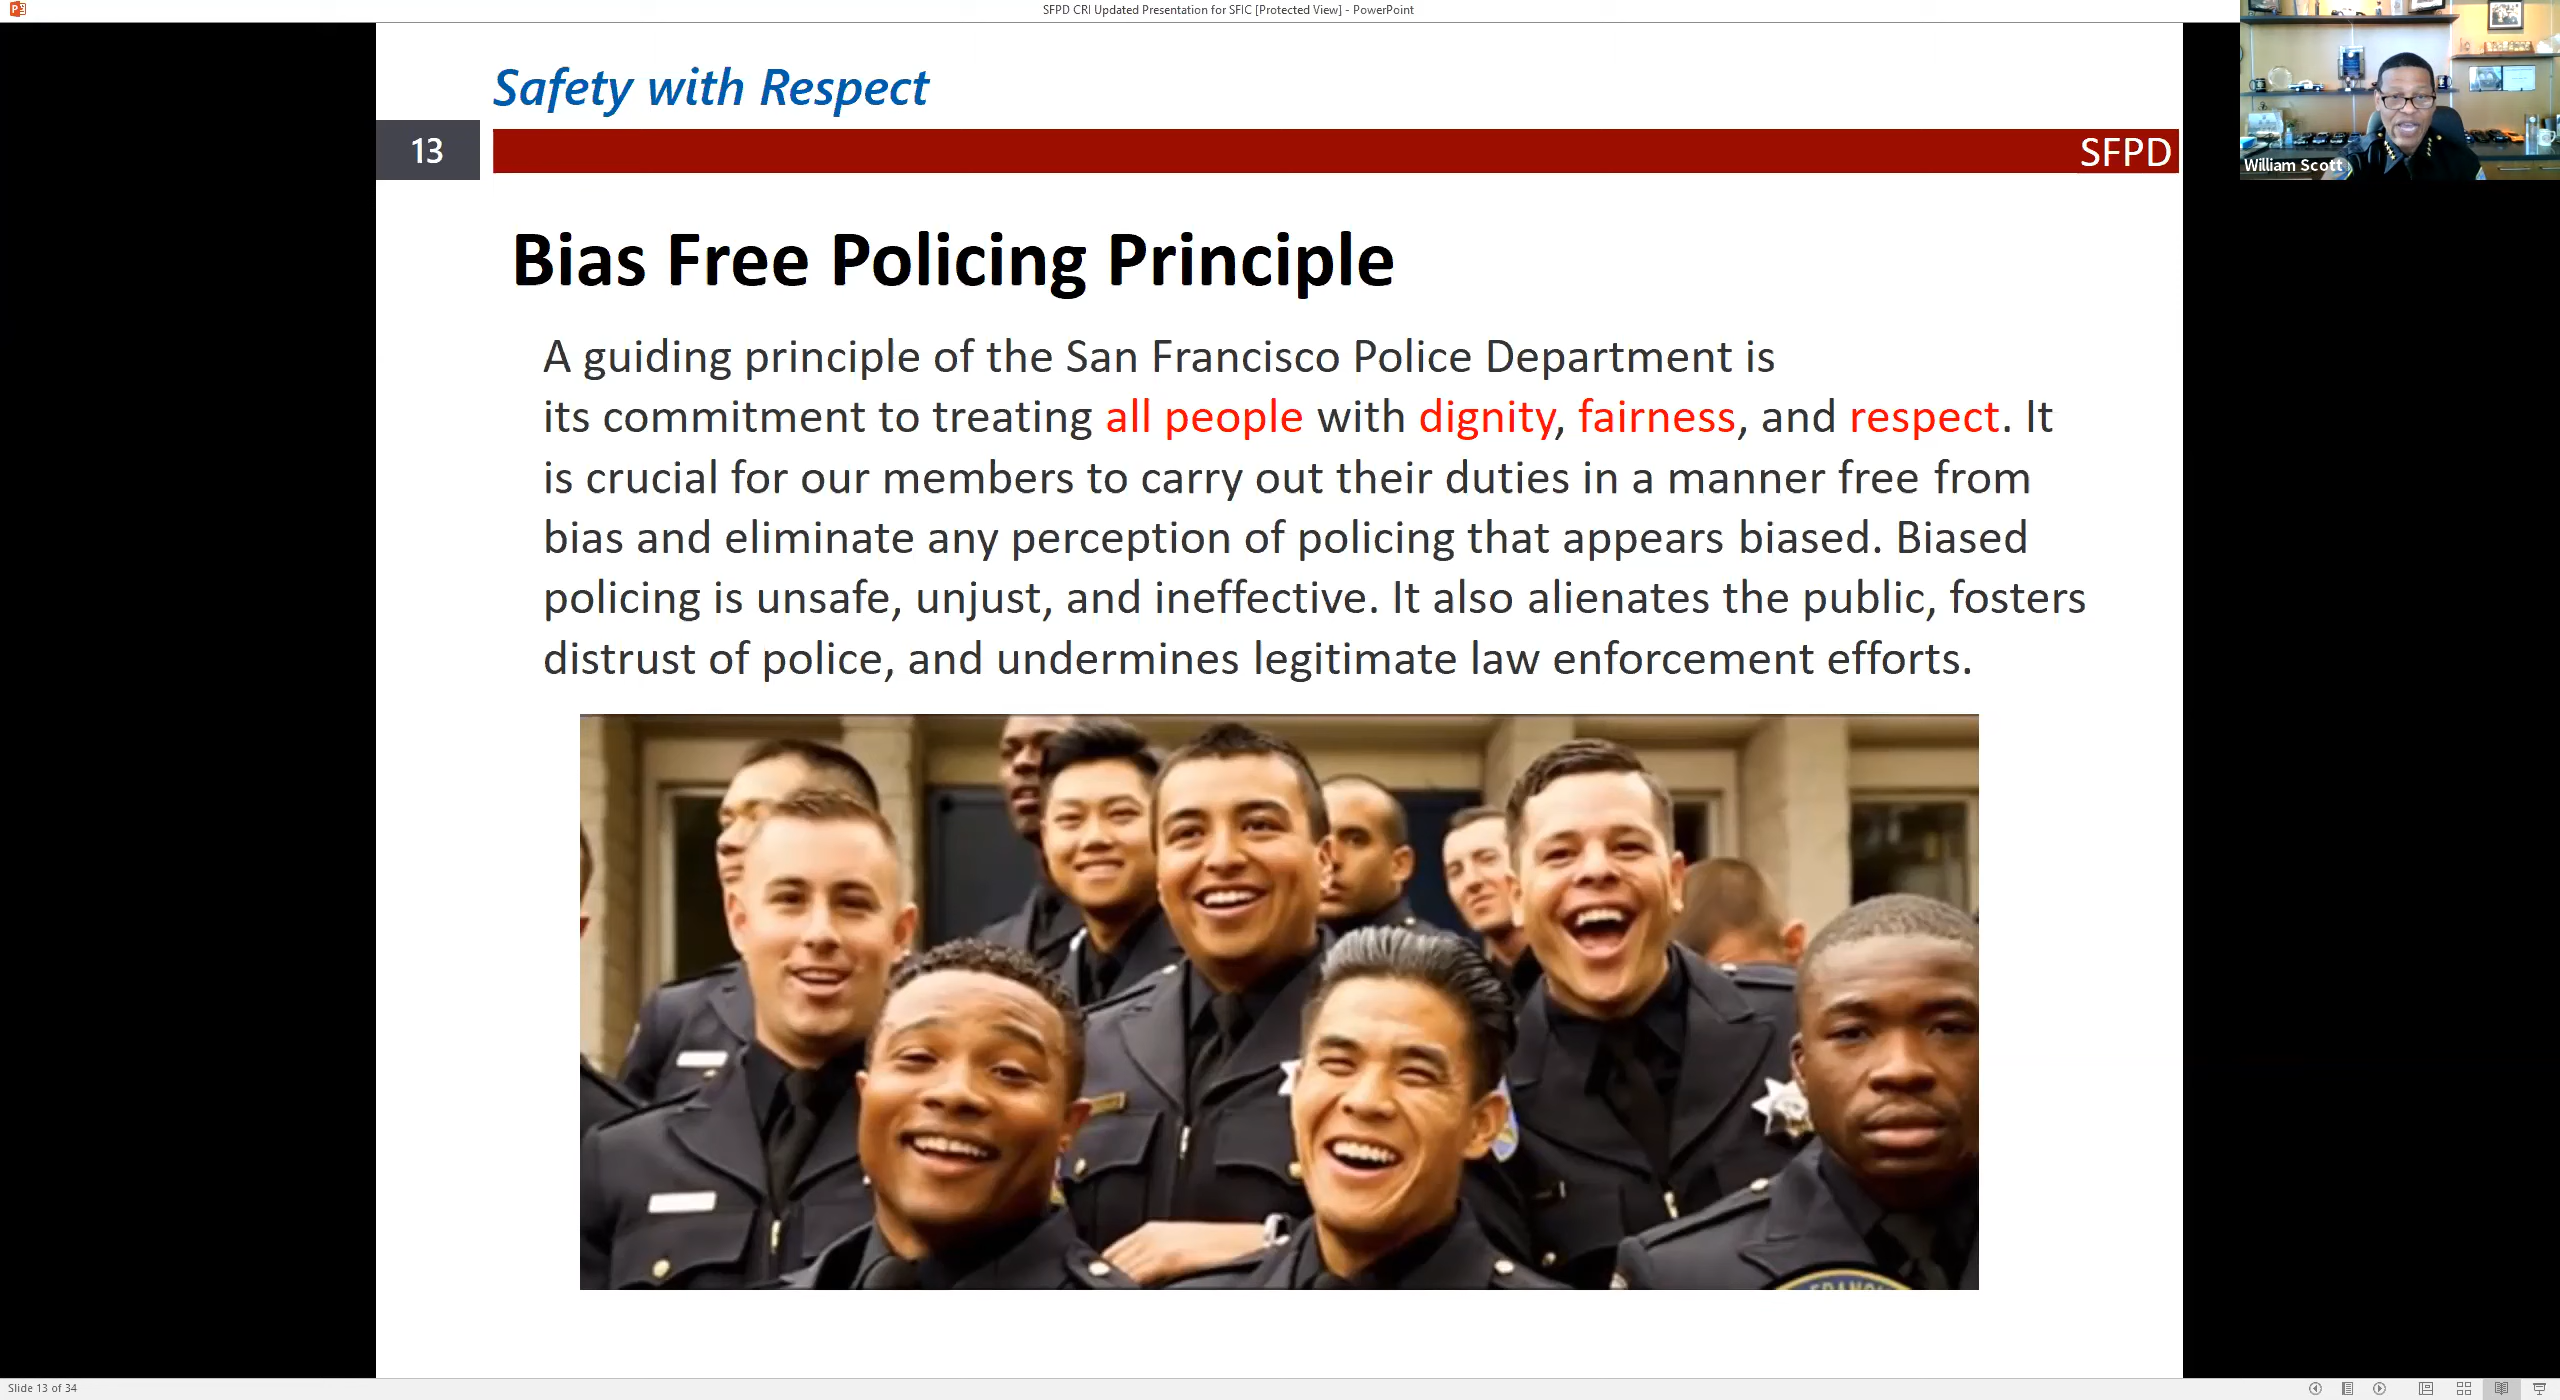 SFPD CRI Updated Presentation for SFIC [Protected View] - PowerPoint
Safety with Respect
13
SFPD
William Scott
Bias Free Policing Principle
A guiding principle of the San Francisco Police Department is
its commitment to treating all people with dignity, fairness, and respect. It
is crucial for our members to carry out their duties in a manner free from
bias and eliminate any perception of policing that appears biased. Biased
policing is unsafe, unjust, and ineffective. It also alienates the public, fosters
distrust of police, and undermines legitimate law enforcement efforts.
Slide 13 of 34